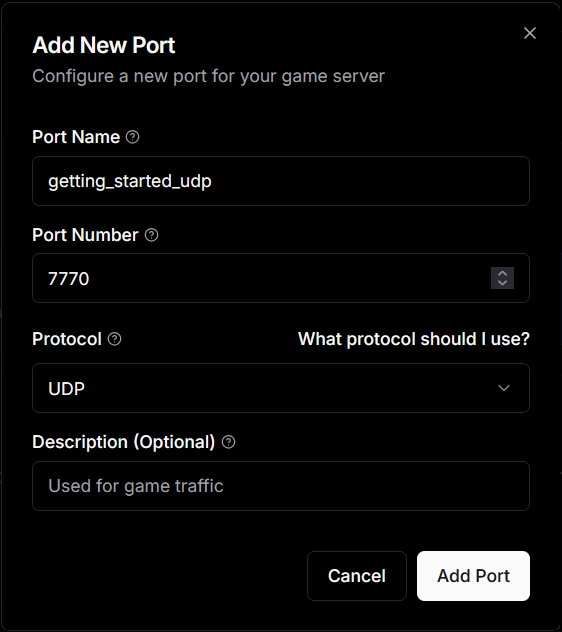 Add New Port
Configure a new port for your game server
Port Name
getting_started_udp
Port Number
7770
Protocol What protocol should I use?
UDP
Description (Optional)
Used for game traffic
Cancel Add Port